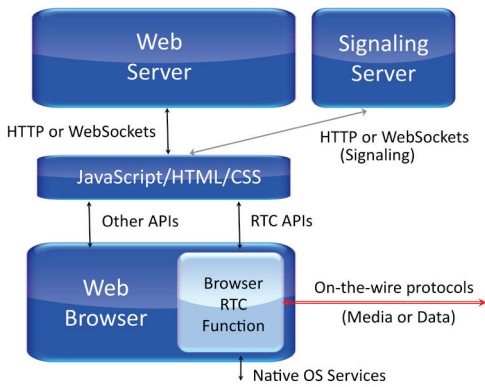 Web
Server
Signaling
Server
HTTP or WebSockets
HTTP or WebSockets
(Signaling)
JavaScript/HTML/CSS
Other APIs
RTC APIs
Web
Browser
Browser
RTC
Function
On-the-wire protocols
(Media or Data)
Native OS Services